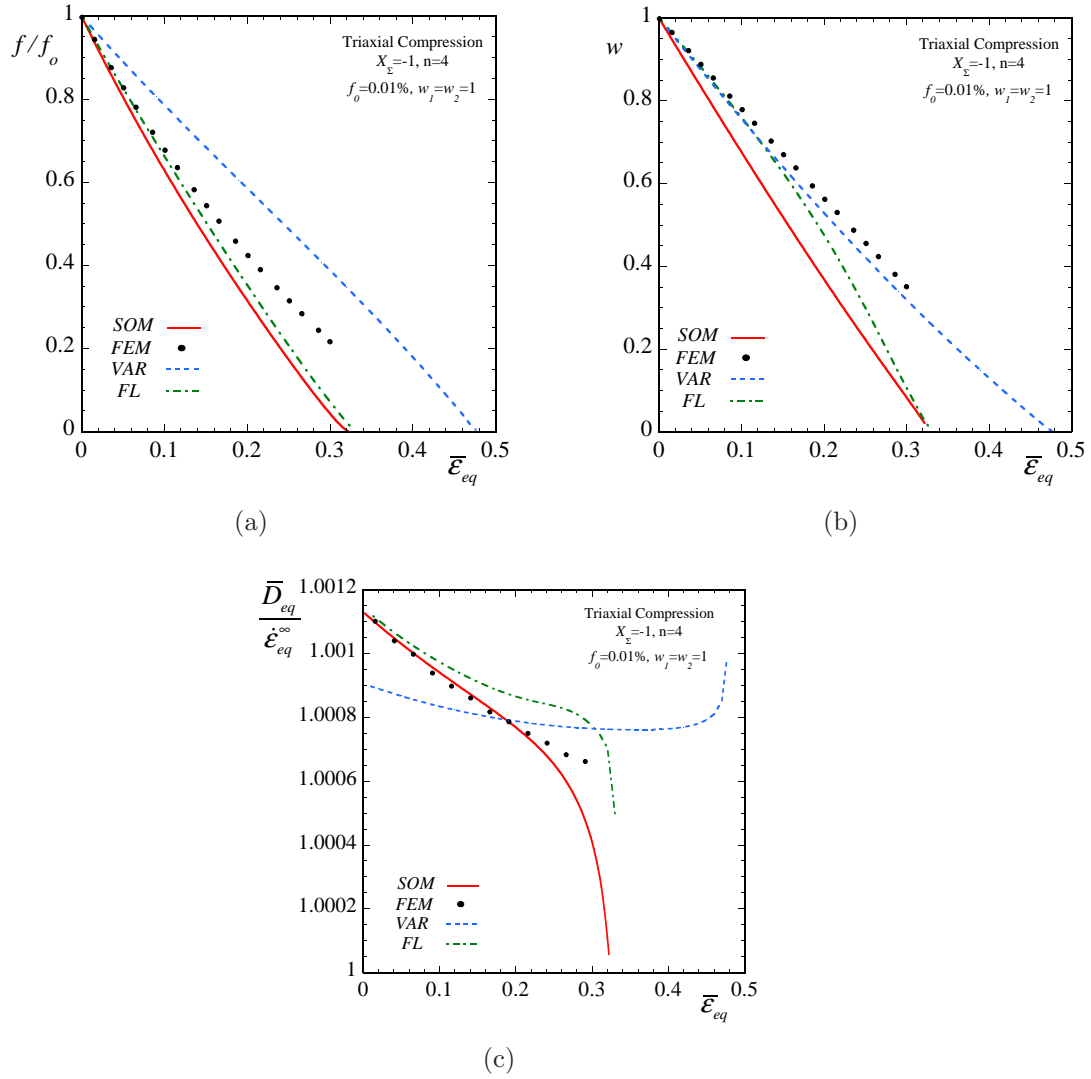 f/f_o
1
0.8
0.6
0.4
0.2
0
0
0.1
0.2
0.3
0.4
0.5
Triaxial Compression
X_Σ=-1, n=4
f_0=0.01%, w_1=w_2=1
SOM
FEM
VAR
FL
ε̅_eq
(a)
w
1
0.8
0.6
0.4
0.2
0
0
0.1
0.2
0.3
0.4
0.5
Triaxial Compression
X_Σ=-1, n=4
f_0=0.01%, w_1=w_2=1
SOM
FEM
VAR
FL
ε̅_eq
(b)
D̅_eq
ε̇_eq^∞
1.0012
1.001
1.0008
1.0006
1.0004
1.0002
1
0
0.1
0.2
0.3
0.4
0.5
Triaxial Compression
X_Σ=-1, n=4
f_0=0.01%, w_1=w_2=1
SOM
FEM
VAR
FL
ε̅_eq
(c)